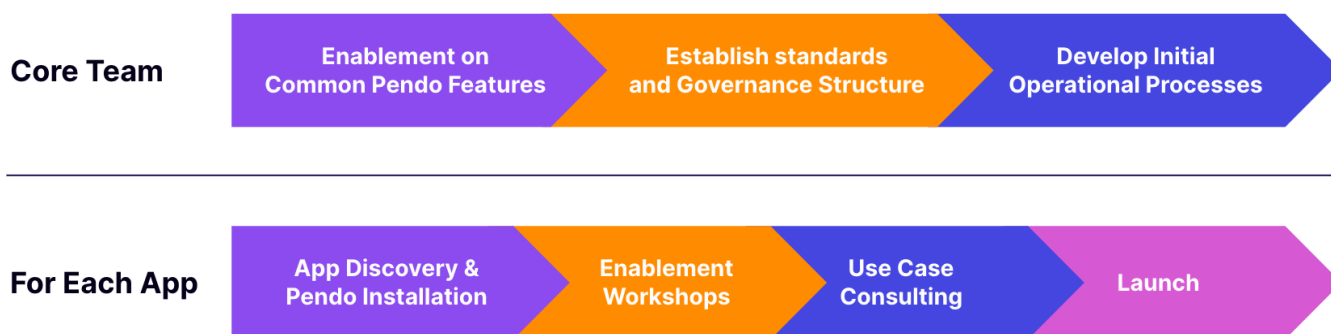 Core Team
Enablement on
Common Pendo Features
Establish standards
and Governance Structure
Develop Initial
Operational Processes
For Each App
App Discovery &
Pendo Installation
Enablement
Workshops
Use Case
Consulting
Launch